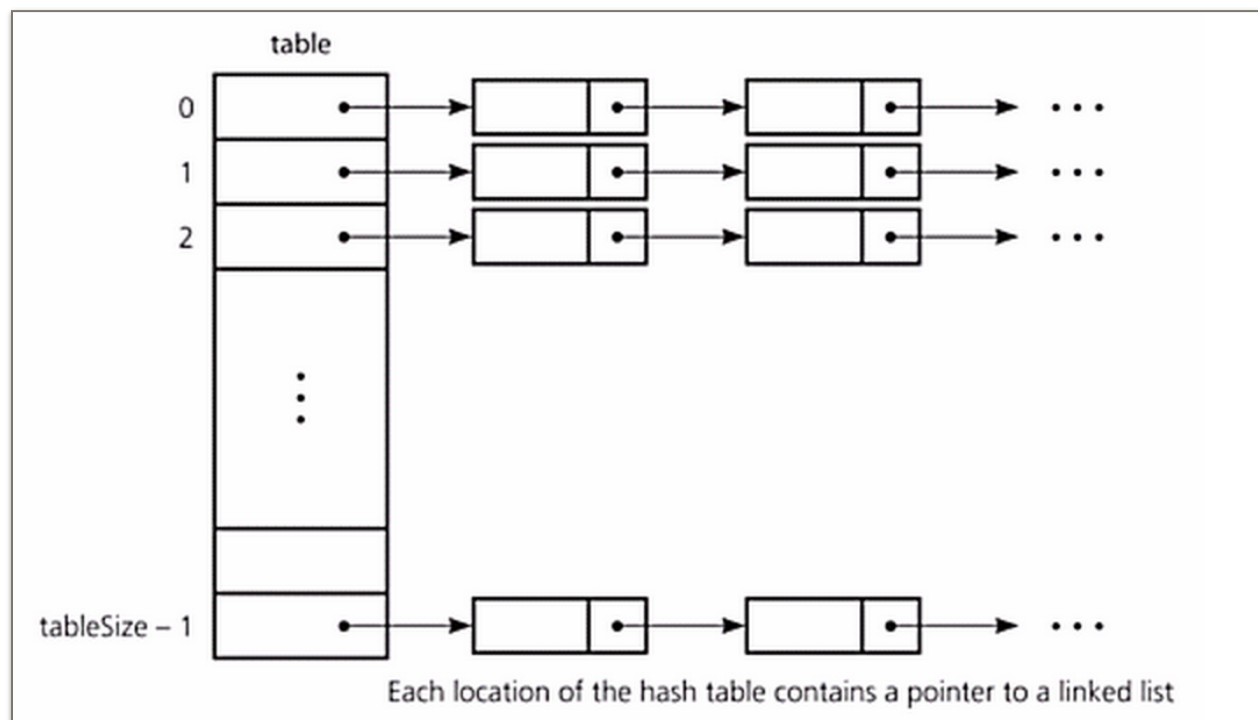 table
0
1
2
tableSize – 1
Each location of the hash table contains a pointer to a linked list